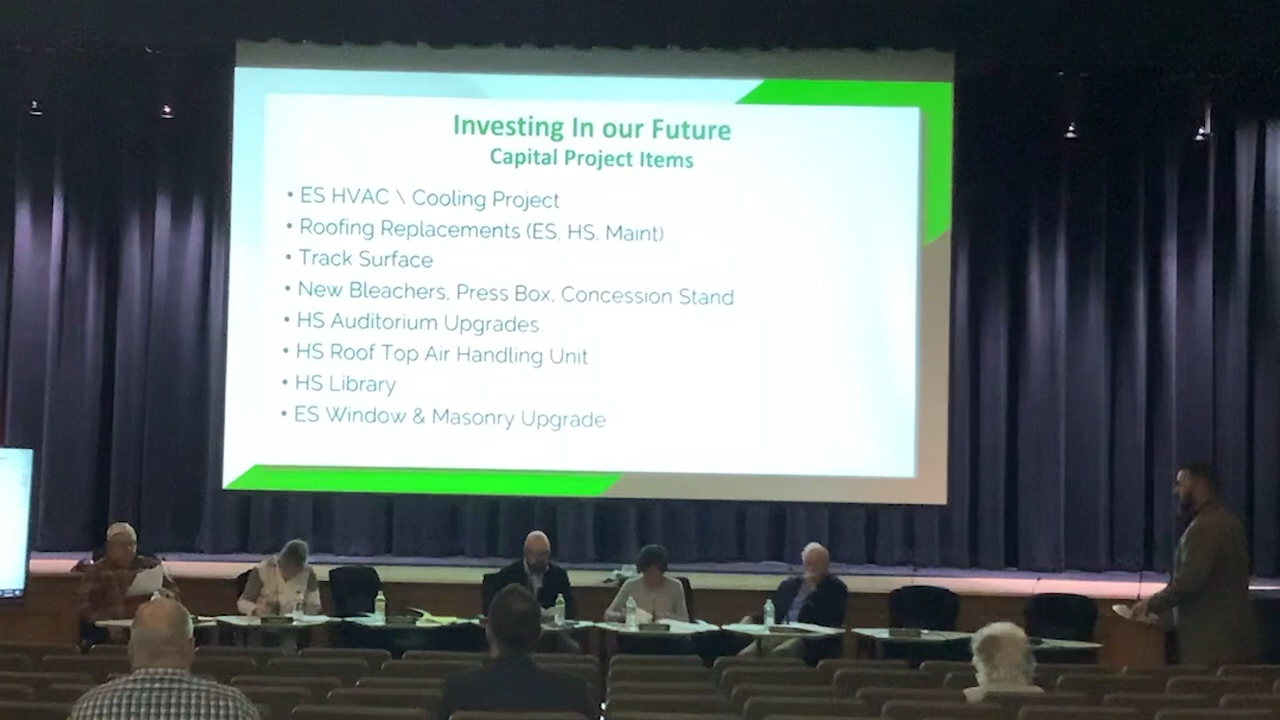 Investing In our Future
Capital Project Items
• ES HVAC \ Cooling Project
• Roofing Replacements (ES, HS, Maint)
• Track Surface
• New Bleachers, Press Box, Concession Stand
• HS Auditorium Upgrades
• HS Roof Top Air Handling Unit
• HS Library
• ES Window & Masonry Upgrade